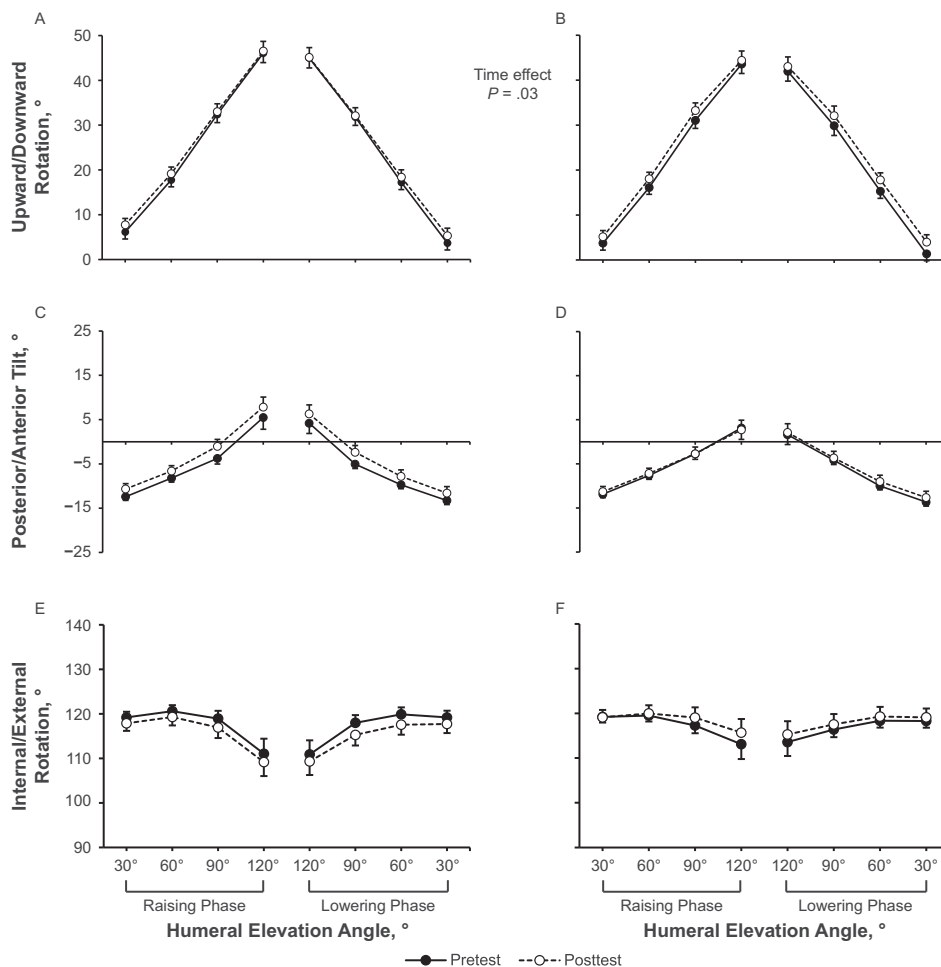 A
B
Upward/Downward
Rotation, °
50
40
30
20
10
0
Time effect
P = .03
C
D
Posterior/Anterior Tilt, °
25
15
5
−5
−15
−25
E
F
Internal/External
Rotation, °
140
130
120
110
100
90
30° 60° 90° 120° 120° 90° 60° 30°
30° 60° 90° 120° 120° 90° 60° 30°
Raising Phase Lowering Phase
Raising Phase Lowering Phase
Humeral Elevation Angle, °
Humeral Elevation Angle, °
Pretest Posttest